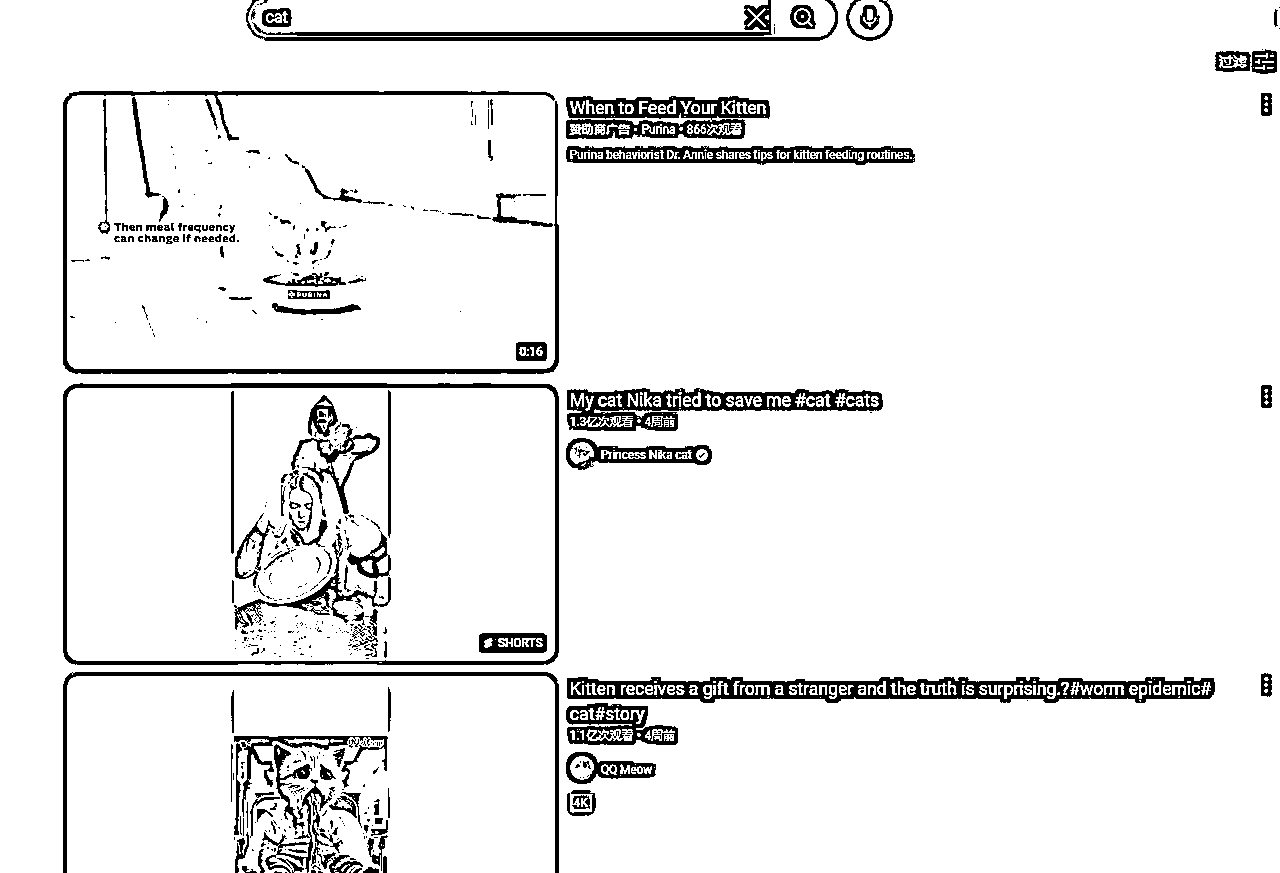 cat
过滤
When to Feed Your Kitten
赞助商广告 • Purina • 866次观看
Purina behaviorist Dr. Annie shares tips for kitten feeding routines.
Then meal frequency
can change if needed.
PURINA
0:16
My cat Nika tried to save me #cat #cats
1.3亿次观看 • 4周前
Princess Nika cat
SHORTS
Kitten receives a gift from a stranger and the truth is surprising.?#worm epidemic#
cat#story
1.1亿次观看 • 4周前
QQ Meow
QQ Meow
4K